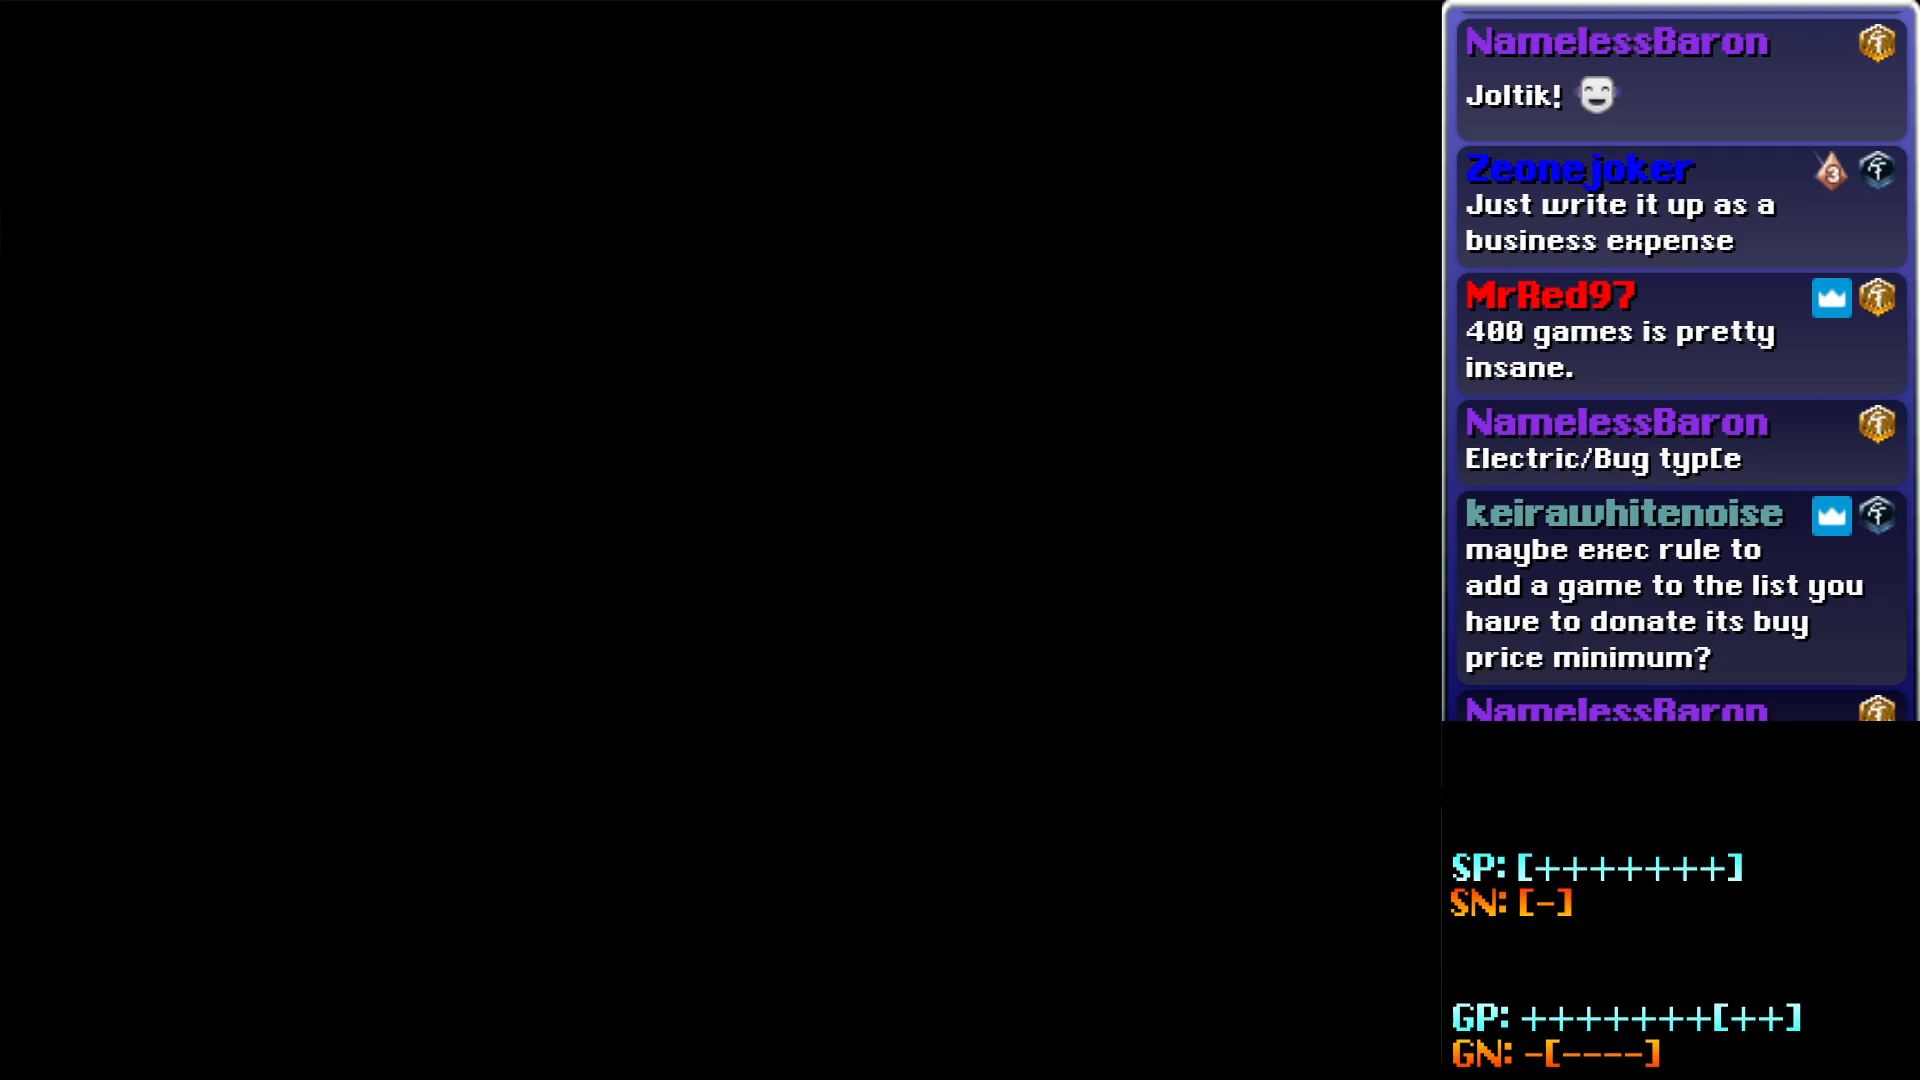 NamelessBaron
Joltik!
Zeonejoker
3
Just write it up as a
business expense
MrRed97
400 games is pretty
insane.
NamelessBaron
Electric/Bug typ[e
keirawhitenoise
maybe exec rule to
add a game to the list you
have to donate its buy
price minimum?
NamelessBaron
SP: [+++++++]
SN: [-]
GP: +++++++[++]
GN: -[----]